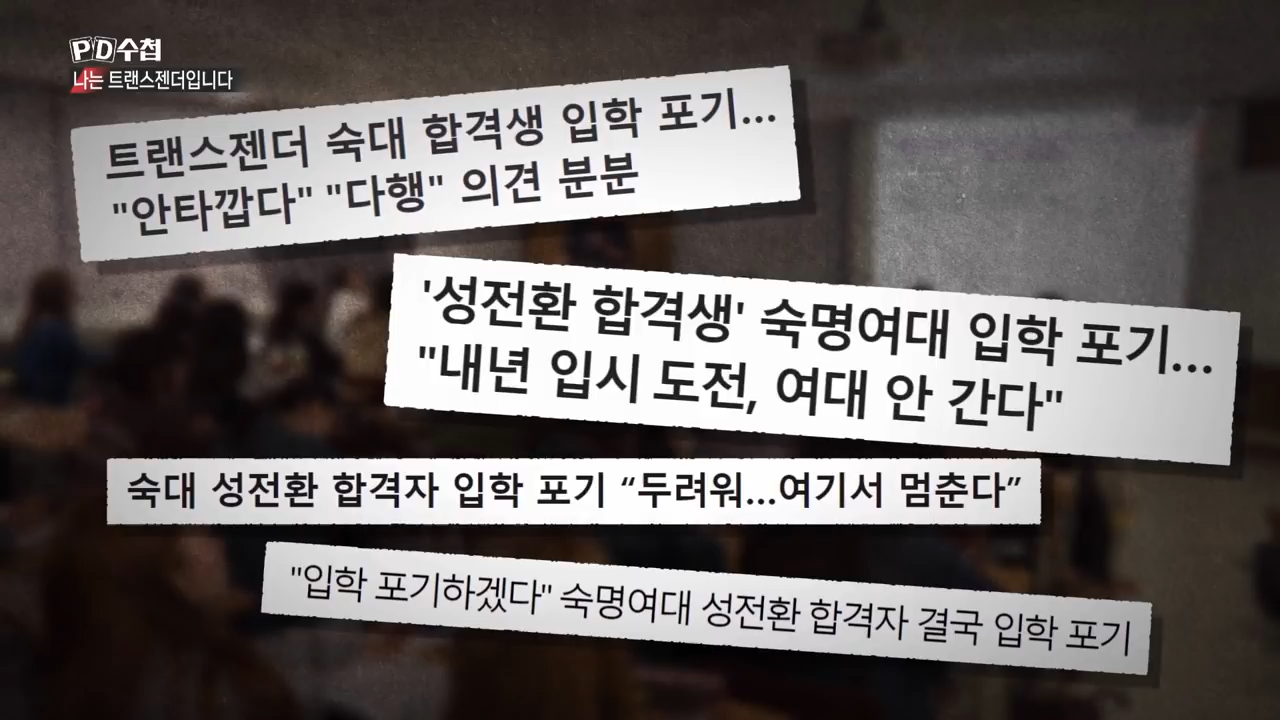 PD수첩
나는 트랜스젠더입니다
트랜스젠더 숙대 합격생 입학 포기...
"안타깝다" "다행" 의견 분분
'성전환 합격생' 숙명여대 입학 포기...
"내년 입시 도전, 여대 안 간다"
숙대 성전환 합격자 입학 포기 “두려워...여기서 멈춘다”
"입학 포기하겠다" 숙명여대 성전환 합격자 결국 입학 포기